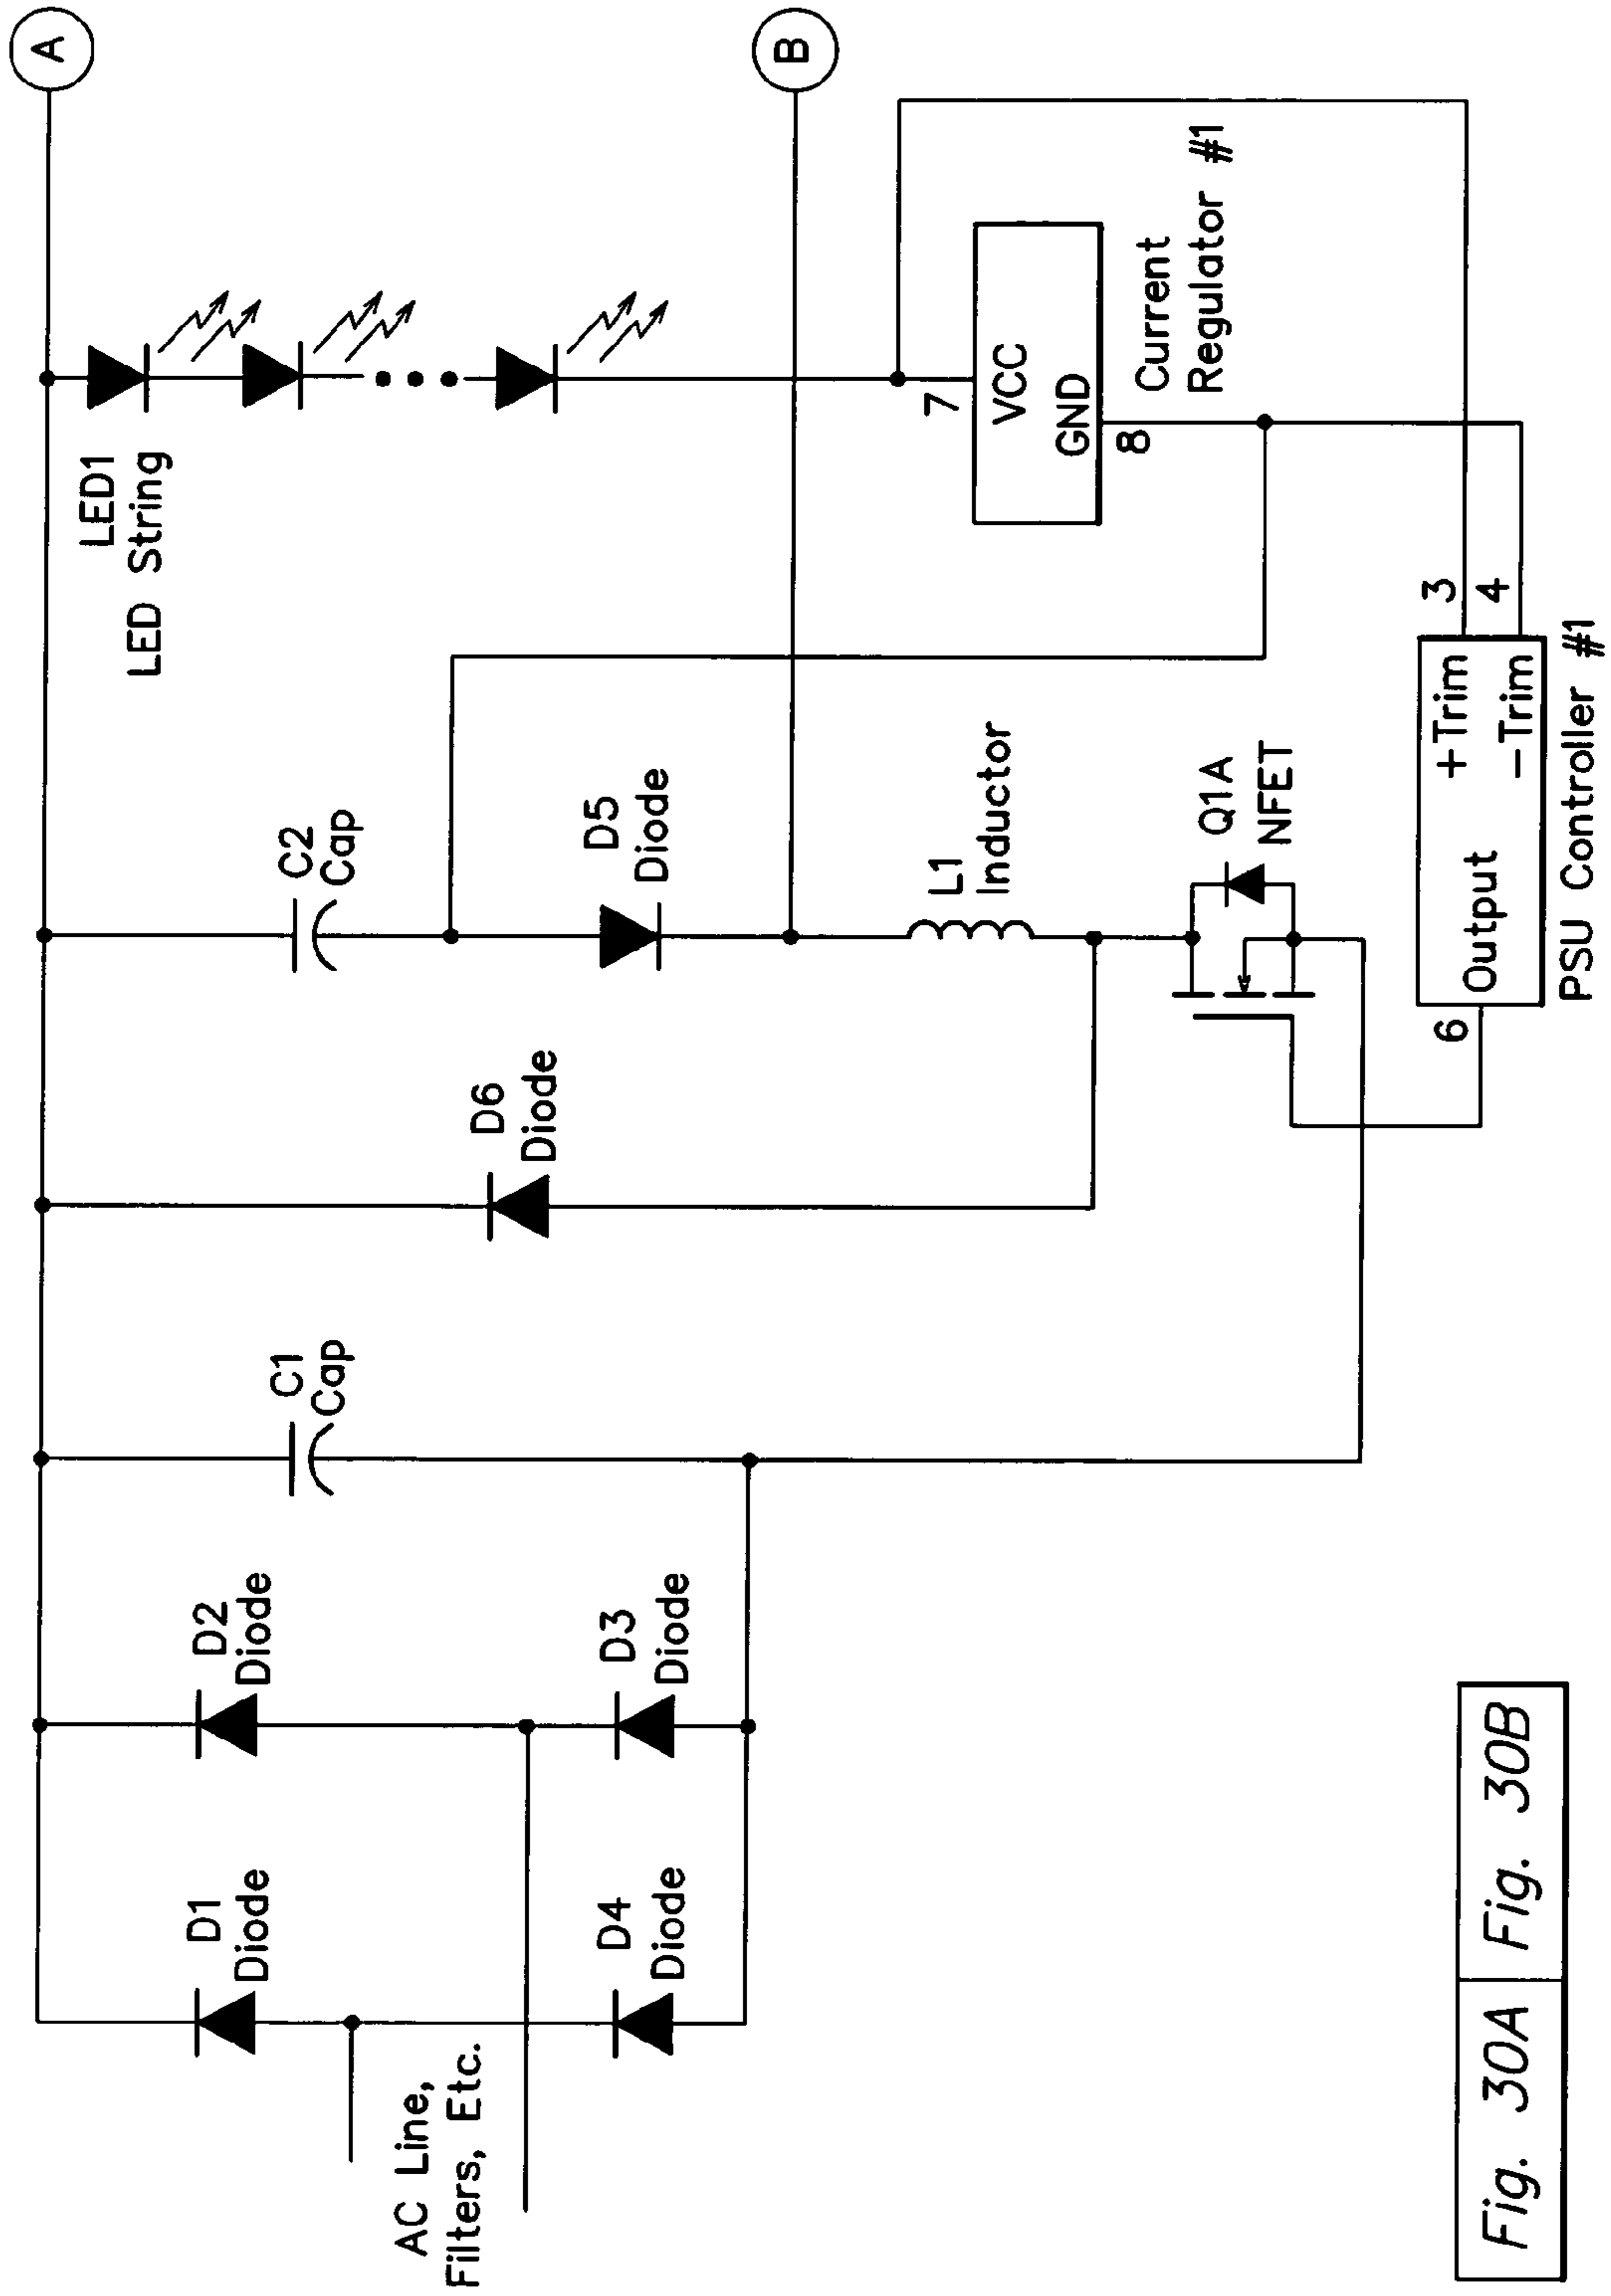 A
B
LED1
LED String
C2
Cap
D5
Diode
D6
Diode
C1
Cap
D2
Diode
D3
Diode
D1
Diode
D4
Diode
AC Line,
Filters, Etc.
L1
Inductor
Q1A
NFET
7
VCC
GND
8
Current
Regulator #1
3
4
+Trim
−Trim
Output
6
PSU Controller #1
Fig. 30A
Fig. 30B